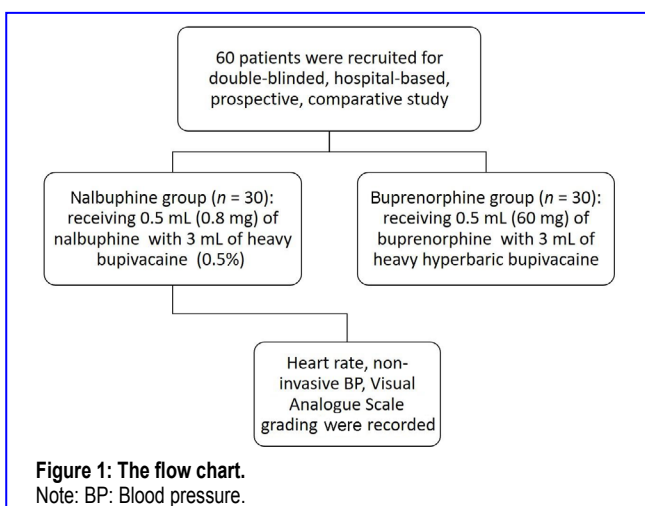 60 patients were recruited for
double-blinded, hospital-based,
prospective, comparative study
Nalbuphine group (n = 30):
receiving 0.5 mL (0.8 mg) of
nalbuphine with 3 mL of heavy
bupivacaine (0.5%)
Buprenorphine group (n = 30):
receiving 0.5 mL (60 mg) of
buprenorphine with 3 mL of
heavy hyperbaric bupivacaine
Heart rate, non-
invasive BP, Visual
Analogue Scale
grading were recorded
Figure 1: The flow chart.
Note: BP: Blood pressure.